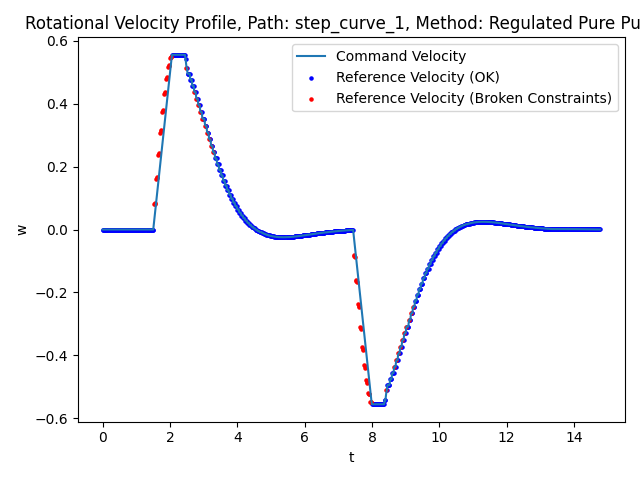 Rotational Velocity Profile, Path: step_curve_1, Method: Regulated Pure Pu
Command Velocity
Reference Velocity (OK)
Reference Velocity (Broken Constraints)
0.6
0.4
0.2
0.0
−0.2
−0.4
−0.6
w
0 2 4 6 8 10 12 14
t